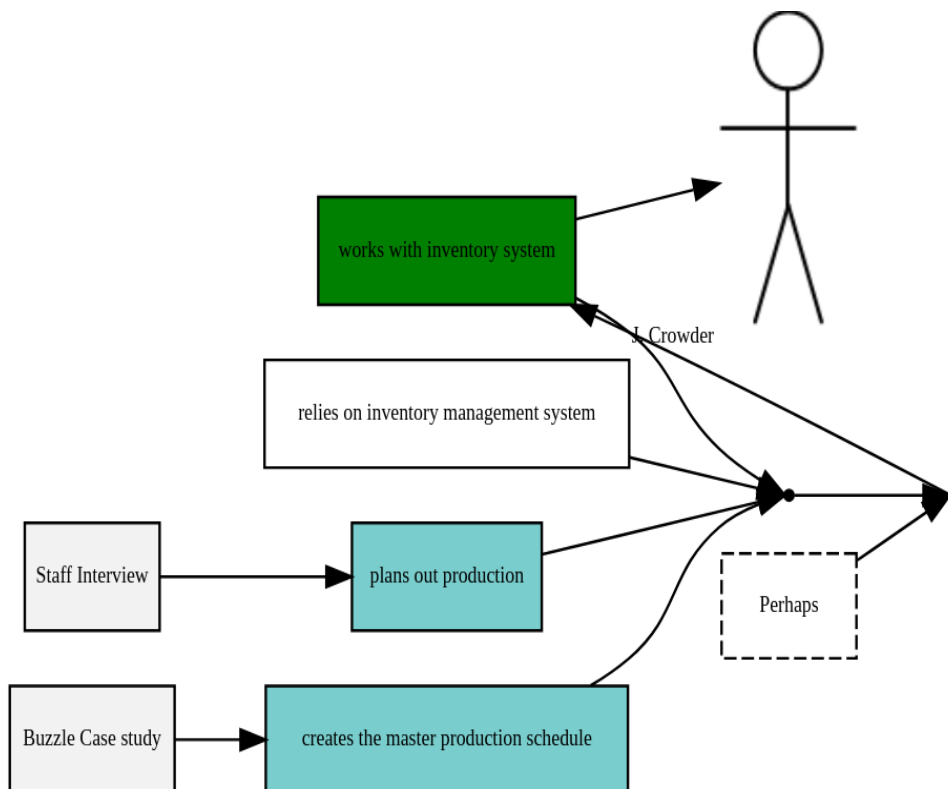 works with inventory system
J. Crowder
relies on inventory management system
Staff Interview
plans out production
Perhaps
Buzzle Case study
creates the master production schedule